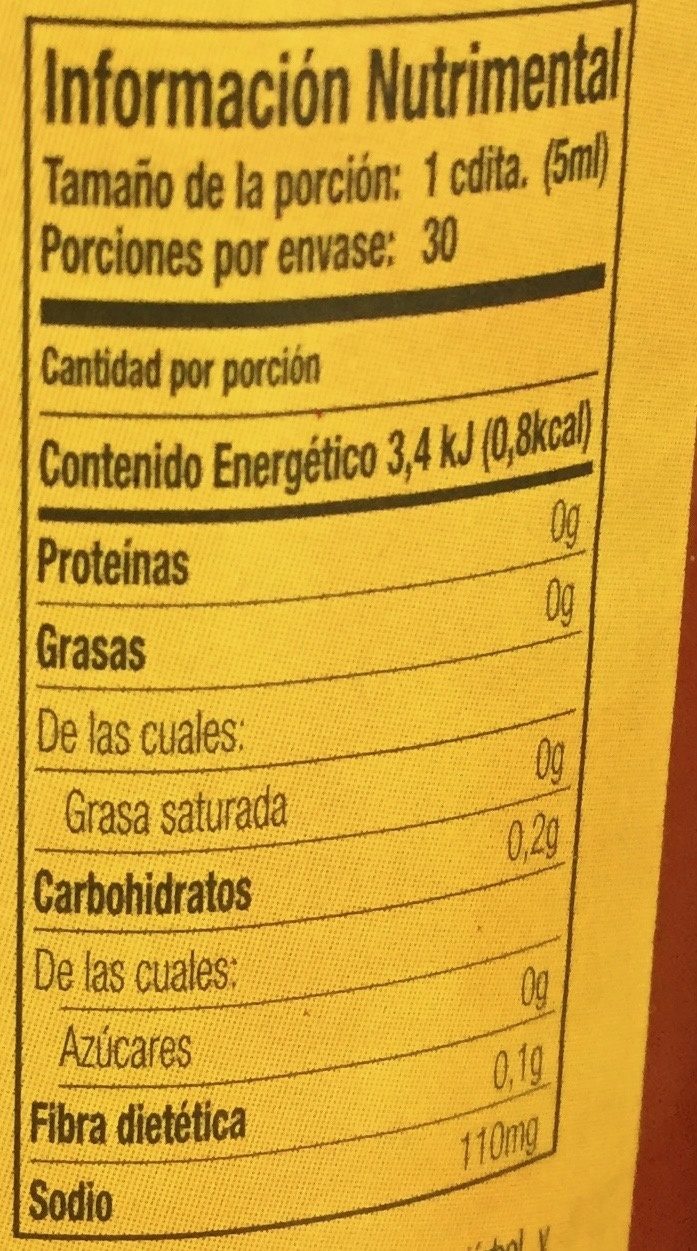 Información Nutrimental
Tamaño de la porción: 1 cdita. (5ml)
Porciones por envase: 30
Cantidad por porción
Contenido Energético 3,4 kJ (0,8kcal)
Proteínas 0g
Grasas 0g
De las cuales:
Grasa saturada 0g
Carbohidratos 0,2g
De las cuales:
Azúcares 0g
Fibra dietética 0,1g
Sodio 110mg
y